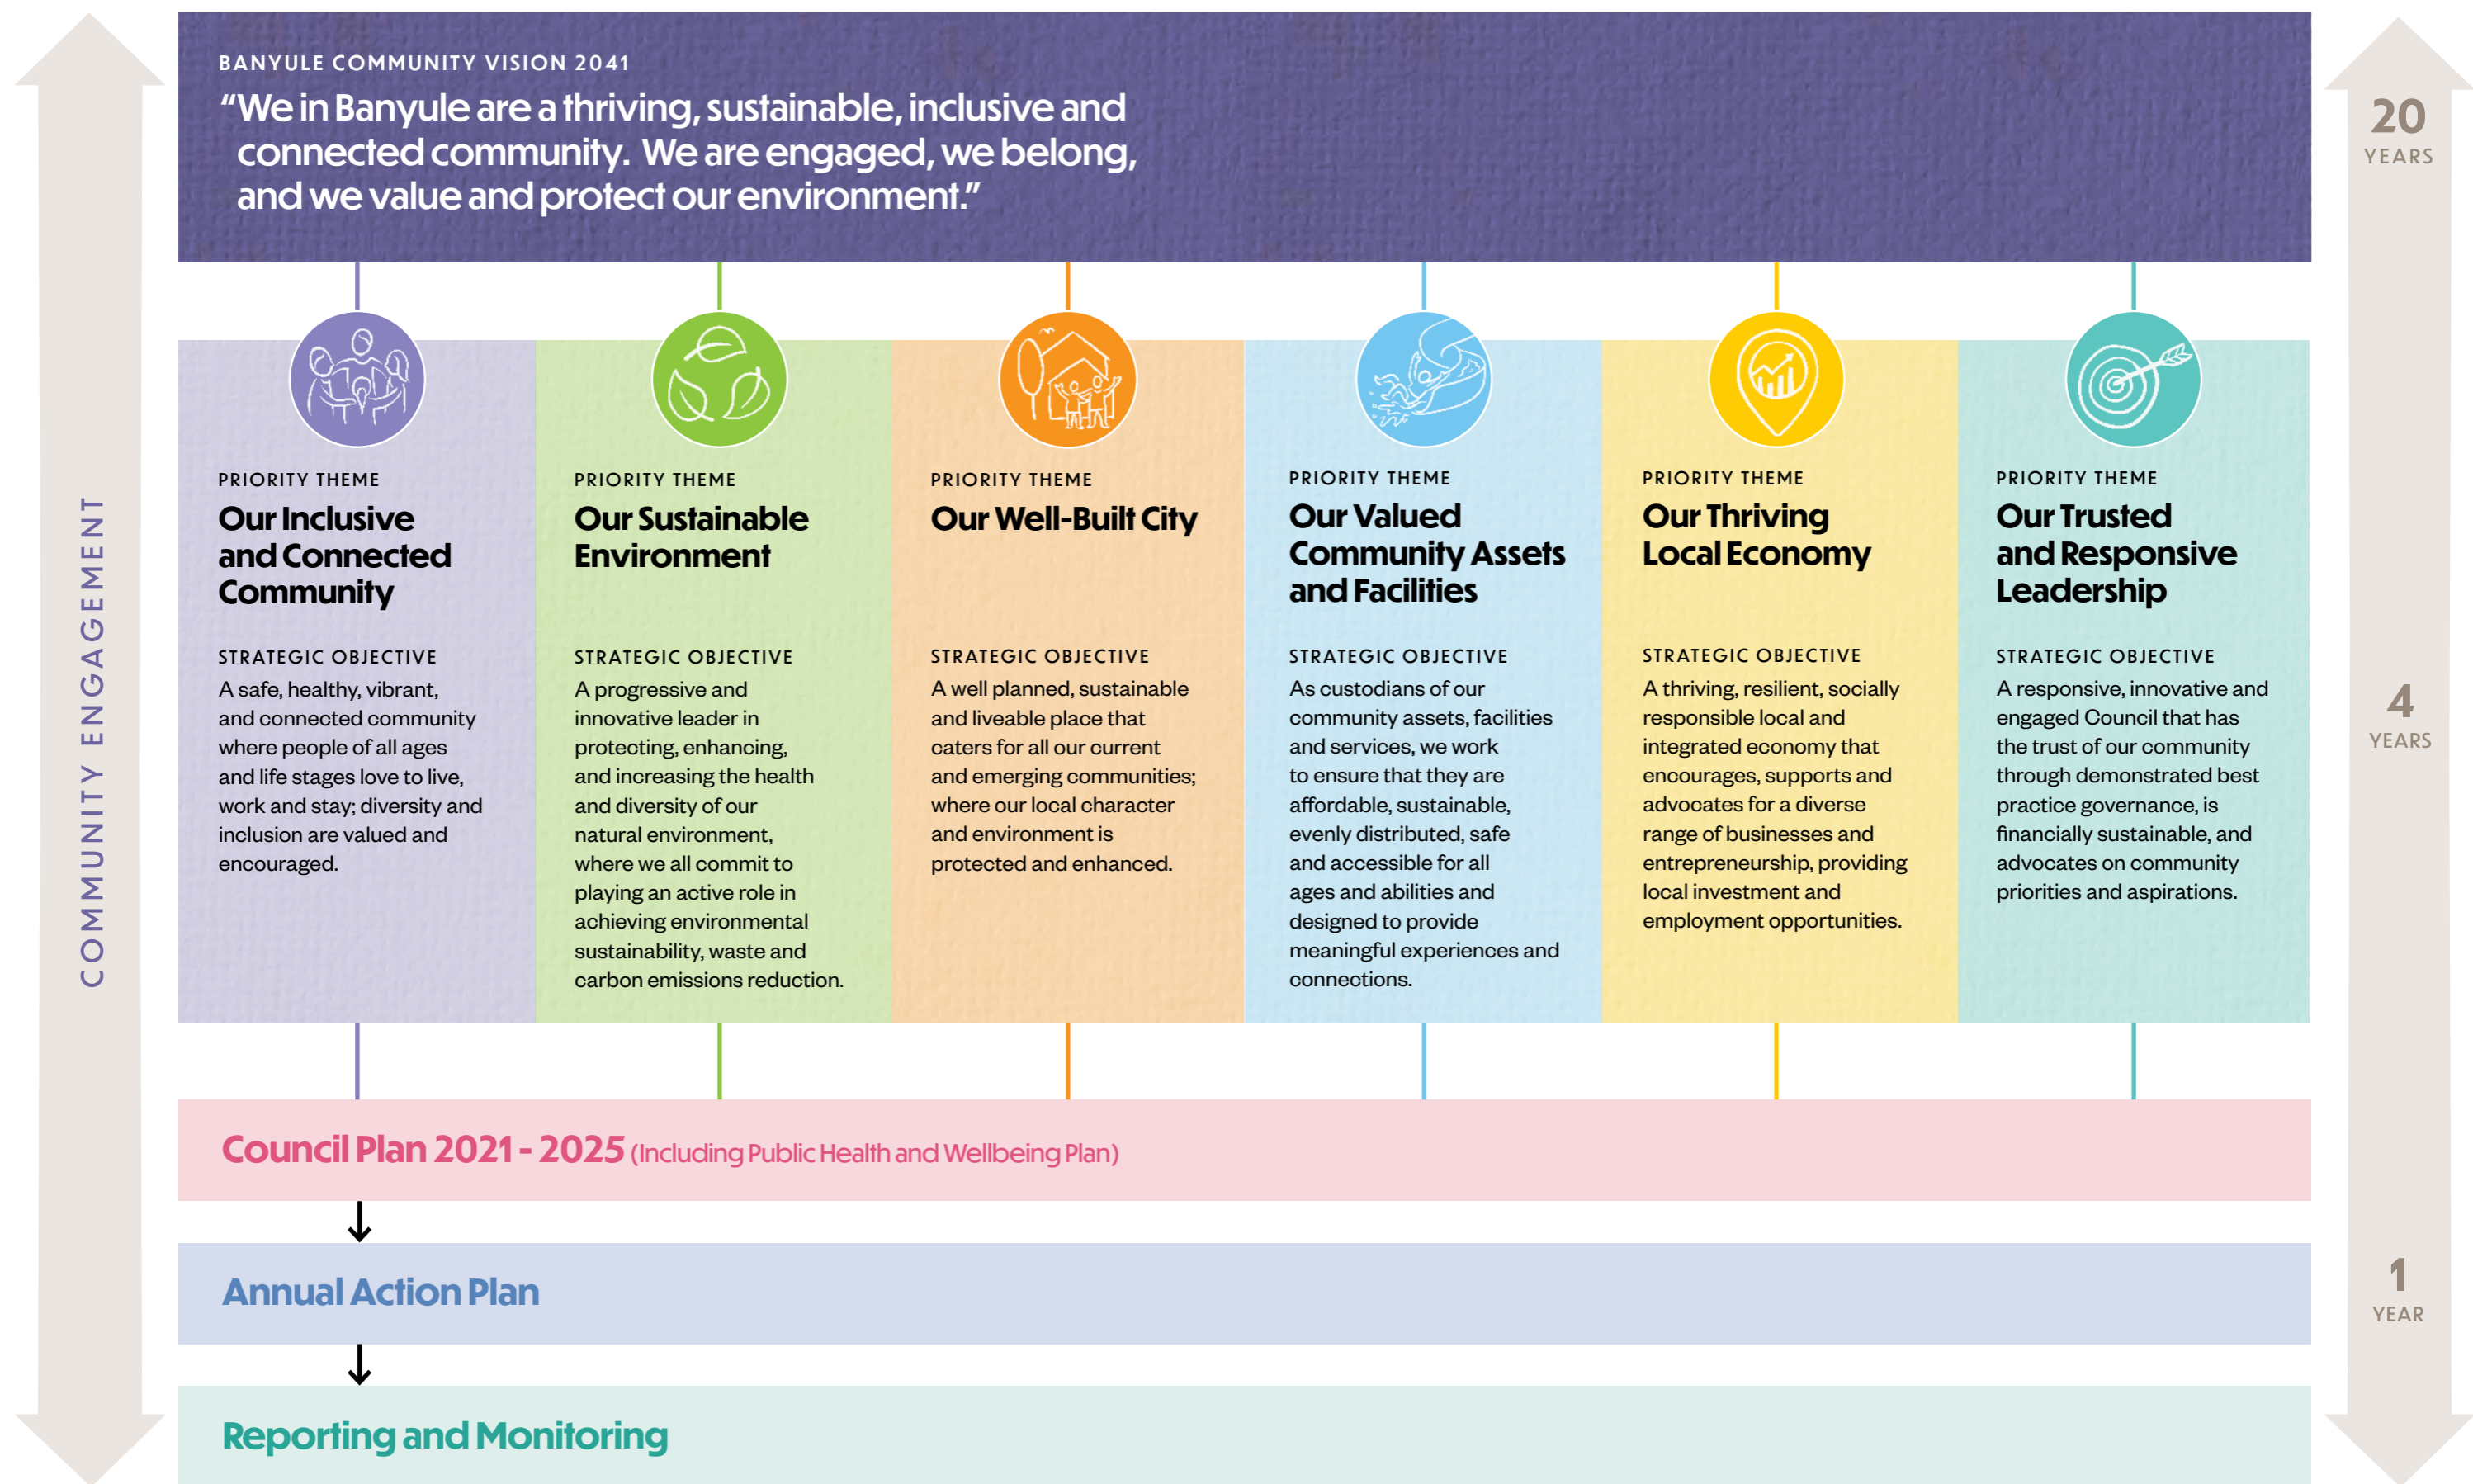 BANYULE COMMUNITY VISION 2041
“We in Banyule are a thriving, sustainable, inclusive and
connected community. We are engaged, we belong,
and we value and protect our environment.”
COMMUNITY ENGAGEMENT
PRIORITY THEME
Our Inclusive
and Connected
Community
STRATEGIC OBJECTIVE
A safe, healthy, vibrant,
and connected community
where people of all ages
and life stages love to live,
work and stay; diversity and
inclusion are valued and
encouraged.
PRIORITY THEME
Our Sustainable
Environment
STRATEGIC OBJECTIVE
A progressive and
innovative leader in
protecting, enhancing,
and increasing the health
and diversity of our
natural environment,
where we all commit to
playing an active role in
achieving environmental
sustainability, waste and
carbon emissions reduction.
PRIORITY THEME
Our Well-Built City
STRATEGIC OBJECTIVE
A well planned, sustainable
and liveable place that
caters for all our current
and emerging communities;
where our local character
and environment is
protected and enhanced.
PRIORITY THEME
Our Valued
Community Assets
and Facilities
STRATEGIC OBJECTIVE
As custodians of our
community assets, facilities
and services, we work
to ensure that they are
affordable, sustainable,
evenly distributed, safe
and accessible for all
ages and abilities and
designed to provide
meaningful experiences and
connections.
PRIORITY THEME
Our Thriving
Local Economy
STRATEGIC OBJECTIVE
A thriving, resilient, socially
responsible local and
integrated economy that
encourages, supports and
advocates for a diverse
range of businesses and
entrepreneurship, providing
local investment and
employment opportunities.
PRIORITY THEME
Our Trusted
and Responsive
Leadership
STRATEGIC OBJECTIVE
A responsive, innovative and
engaged Council that has
the trust of our community
through demonstrated best
practice governance, is
financially sustainable, and
advocates on community
priorities and aspirations.
Council Plan 2021 - 2025 (Including Public Health and Wellbeing Plan)
Annual Action Plan
Reporting and Monitoring
20
YEARS
4
YEARS
1
YEAR